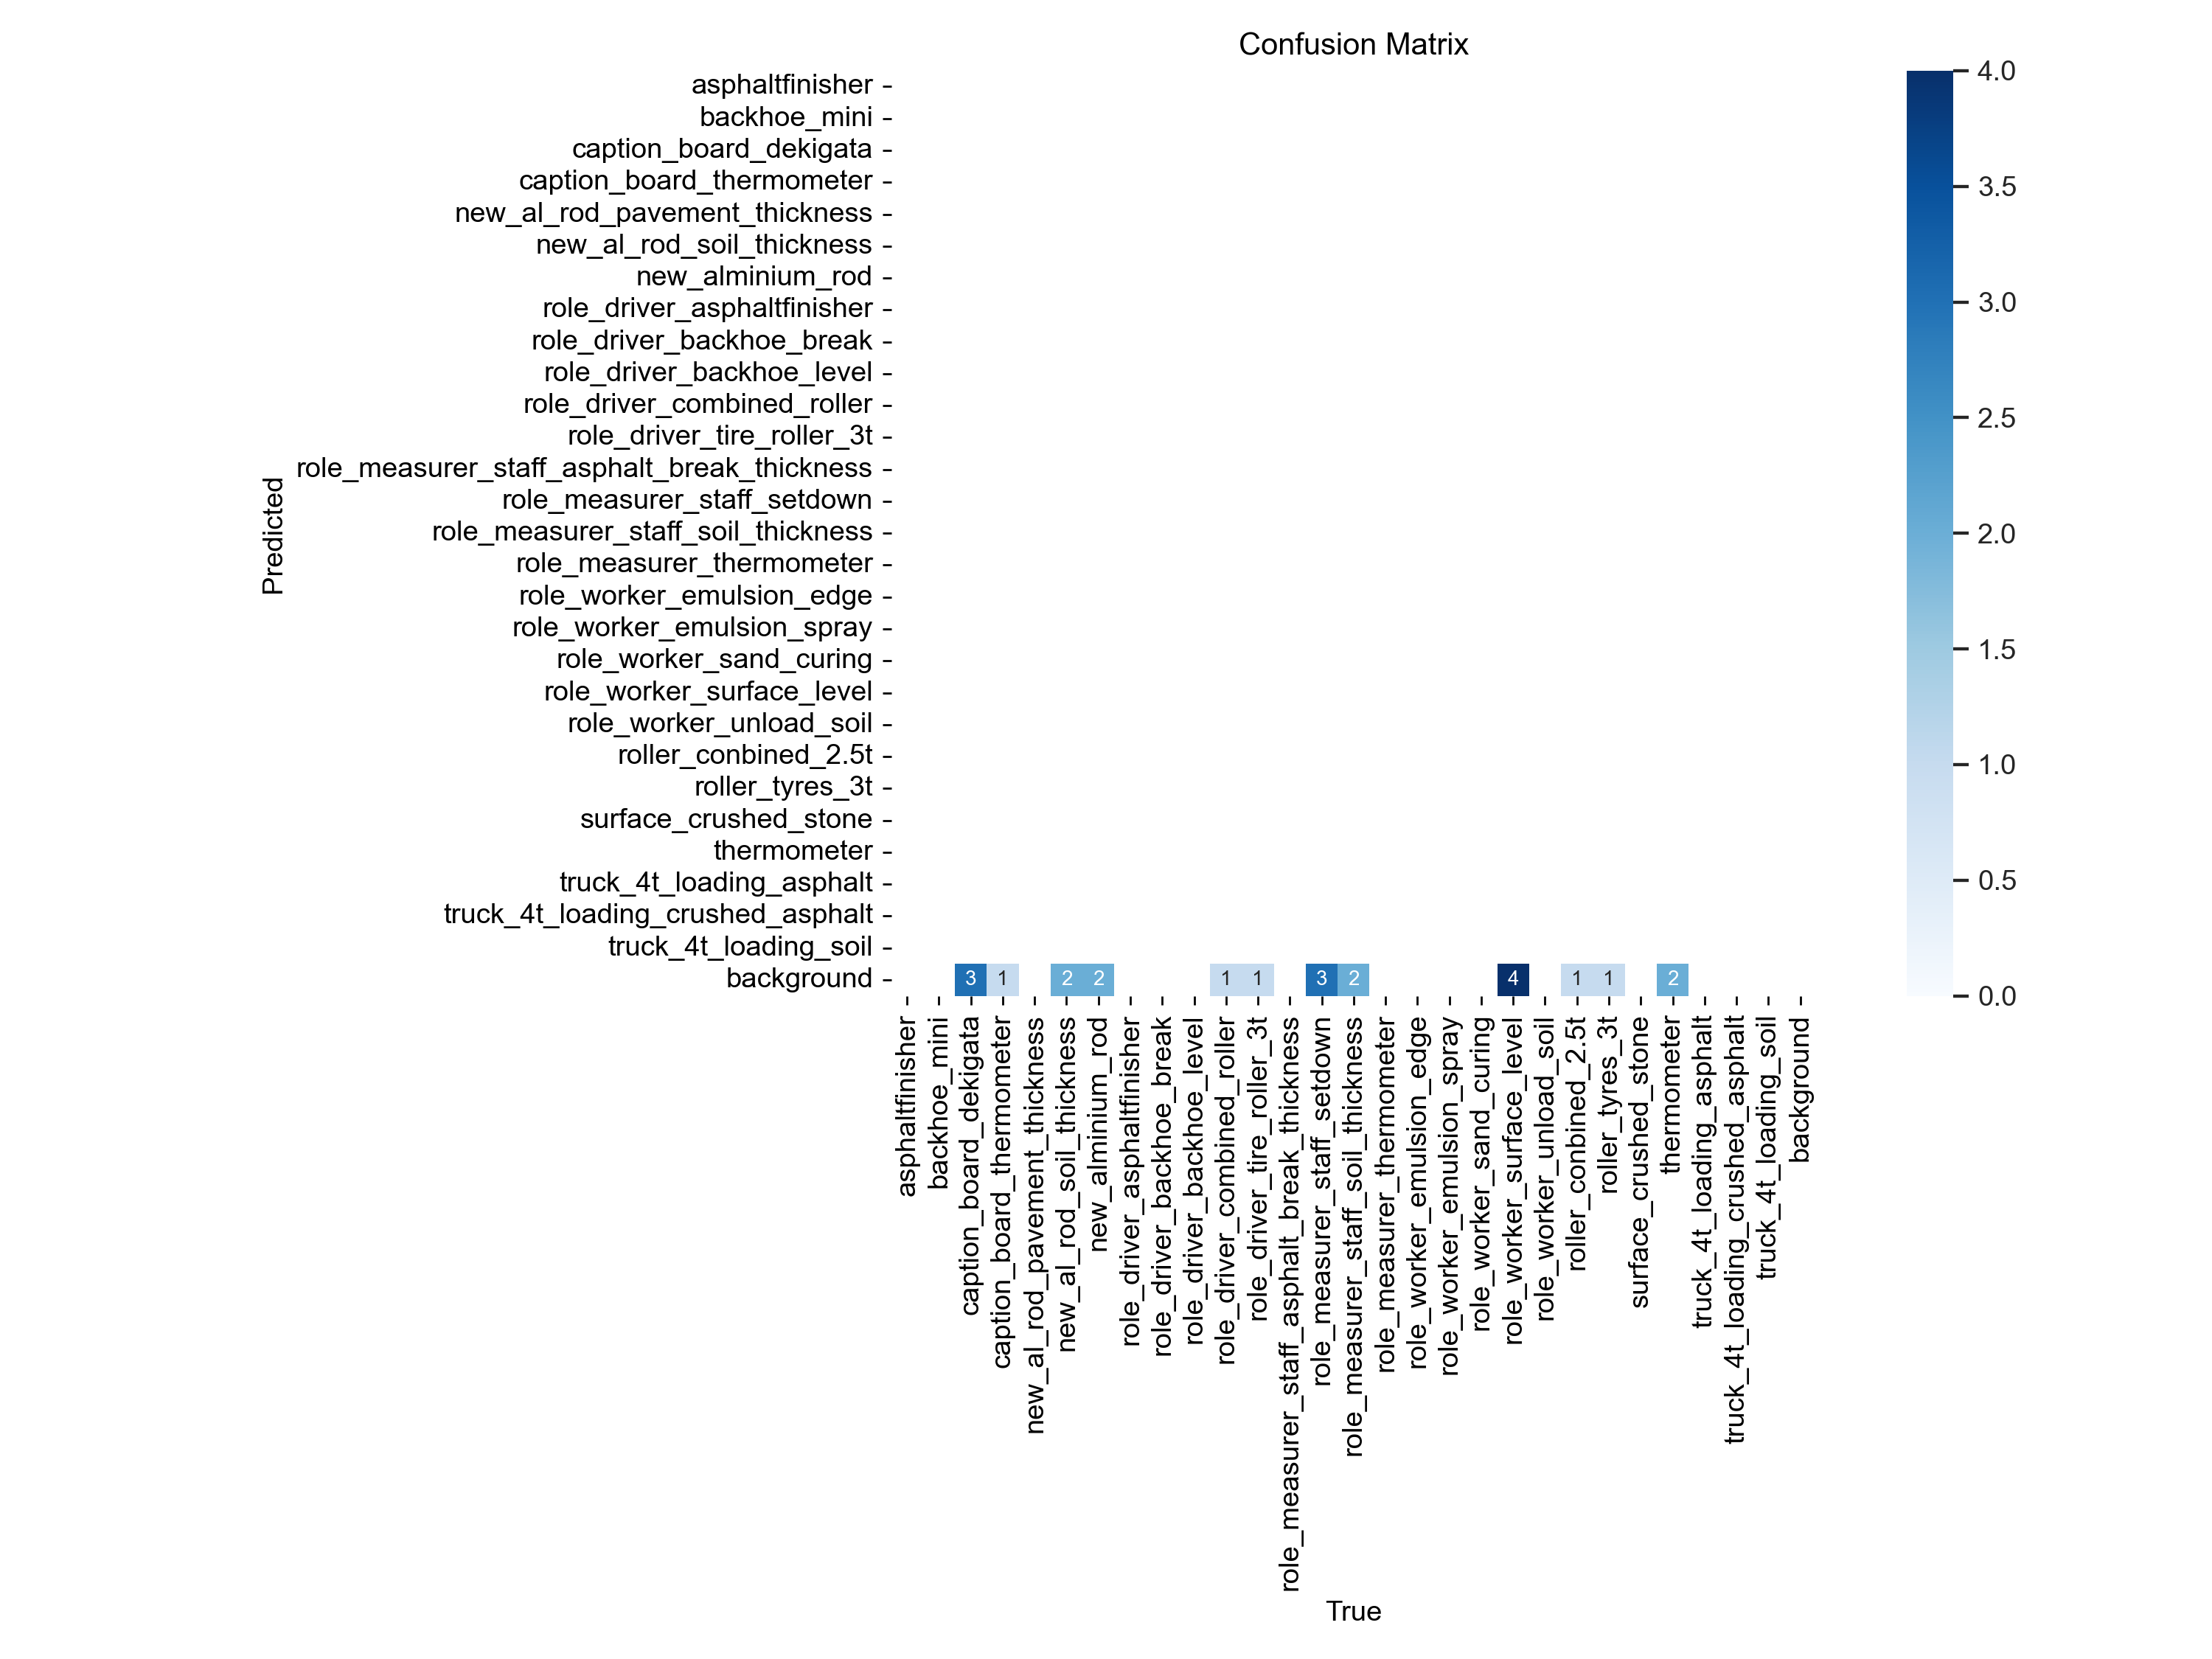 Confusion Matrix
asphaltfinisher
backhoe_mini
caption_board_dekigata
caption_board_thermometer
new_al_rod_pavement_thickness
new_al_rod_soil_thickness
new_alminium_rod
role_driver_asphaltfinisher
role_driver_backhoe_break
role_driver_backhoe_level
role_driver_combined_roller
role_driver_tire_roller_3t
role_measurer_staff_asphalt_break_thickness
role_measurer_staff_setdown
role_measurer_staff_soil_thickness
role_measurer_thermometer
role_worker_emulsion_edge
role_worker_emulsion_spray
role_worker_sand_curing
role_worker_surface_level
role_worker_unload_soil
roller_conbined_2.5t
roller_tyres_3t
surface_crushed_stone
thermometer
truck_4t_loading_asphalt
truck_4t_loading_crushed_asphalt
truck_4t_loading_soil
background
Predicted
3 1 2 2 1 1 3 2 4 1 1 2
asphaltfinisher
backhoe_mini
caption_board_dekigata
caption_board_thermometer
new_al_rod_pavement_thickness
new_al_rod_soil_thickness
new_alminium_rod
role_driver_asphaltfinisher
role_driver_backhoe_break
role_driver_backhoe_level
role_driver_combined_roller
role_driver_tire_roller_3t
role_measurer_staff_asphalt_break_thickness
role_measurer_staff_setdown
role_measurer_staff_soil_thickness
role_measurer_thermometer
role_worker_emulsion_edge
role_worker_emulsion_spray
role_worker_sand_curing
role_worker_surface_level
role_worker_unload_soil
roller_conbined_2.5t
roller_tyres_3t
surface_crushed_stone
thermometer
truck_4t_loading_asphalt
truck_4t_loading_crushed_asphalt
truck_4t_loading_soil
background
True
4.0
3.5
3.0
2.5
2.0
1.5
1.0
0.5
0.0